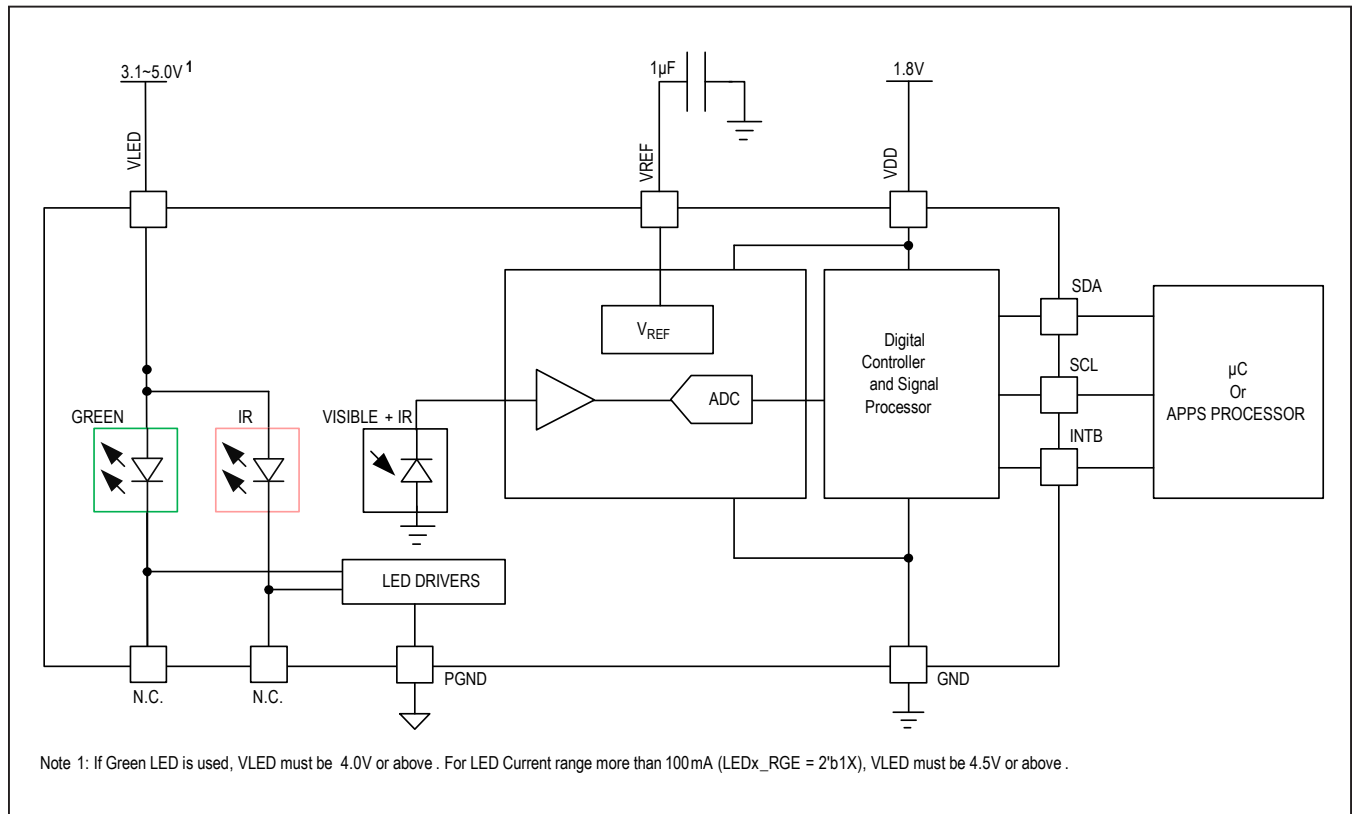 3.1~5.0V 1
1µF
1.8V
VLED
VREF
VDD
SDA
VREF
Digital
Controller
and Signal
Processor
µC
Or
APPS PROCESSOR
SCL
ADC
GREEN
IR
VISIBLE + IR
INTB
LED DRIVERS
N.C.
N.C.
PGND
GND
Note 1: If Green LED is used, VLED must be 4.0V or above . For LED Current range more than 100mA (LEDx_RGE = 2'b1X), VLED must be 4.5V or above .